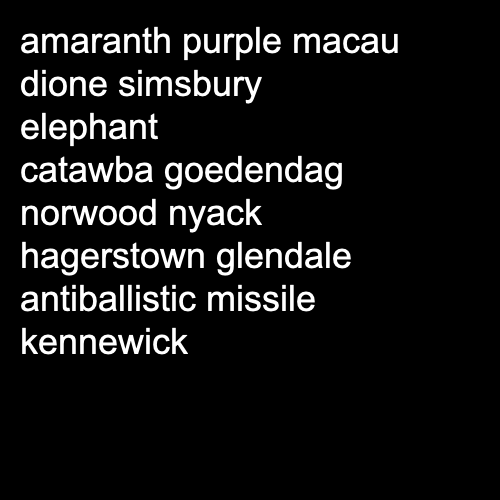 amaranth purple macau
dione simsbury
elephant
catawba goedendag
norwood nyack
hagerstown glendale
antiballistic missile
kennewick